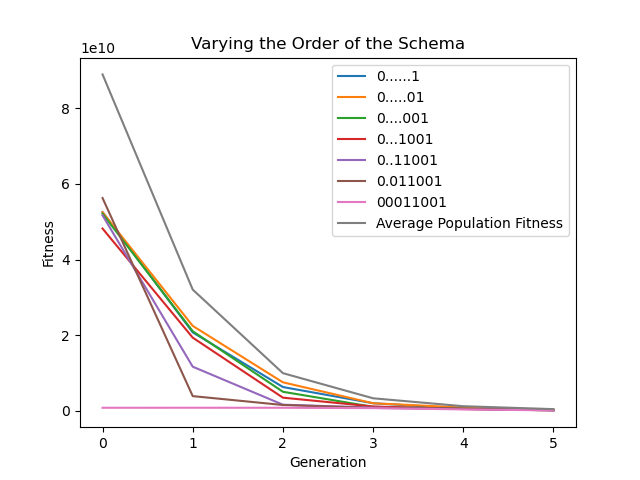 Varying the Order of the Schema
1e10
0......1
0.....01
0....001
0...1001
0..11001
0.011001
00011001
Average Population Fitness
8
6
4
2
0
Fitness
0 1 2 3 4 5
Generation